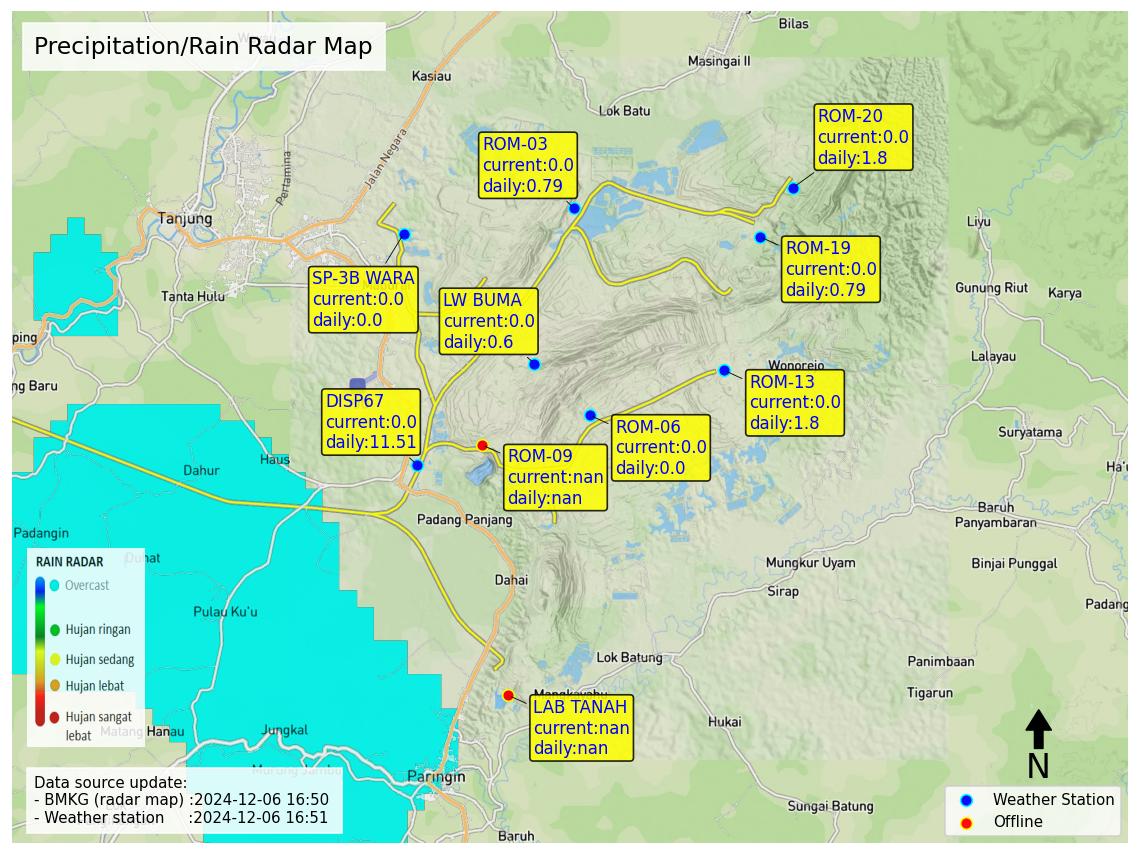 Precipitation/Rain Radar Map
Bilas
Masingai II
Kasiau
Lok Batu
Jalan Negara
Pertamina
Tanjung
Tanta Hulu
ROM-20
current:0.0
daily:1.8
ROM-03
current:0.0
daily:0.79
ROM-19
current:0.0
daily:0.79
SP-3B WARA
current:0.0
daily:0.0
LW BUMA
current:0.0
daily:0.6
Liyu
Gunung Riut
Karya
Lalayau
ping
ng Baru
Wonorejo
ROM-13
current:0.0
daily:1.8
DISP67
current:0.0
daily:11.51
ROM-06
current:0.0
daily:0.0
ROM-09
current:nan
daily:nan
Suryatama
Ha'u
Haus
Dahur
Padangin
Padang Panjang
Baruh
Panyambaran
Binjai Punggal
Mungkur Uyam
Sirap
Padang
Dahai
Pulau Ku'u
RAIN RADAR
Overcast
Hujan ringan
Hujan sedang
Hujan lebat
Hujan sangat
lebat
Lok Batung
Panimbaan
Tigarun
LAB TANAH
current:nan
daily:nan
Hukai
Matang Hanau
Jungkal
Murung Jambu
Paringin
Sungai Batung
Baruh
Data source update:
- BMKG (radar map) :2024-12-06 16:50
- Weather station :2024-12-06 16:51
N
Weather Station
Offline